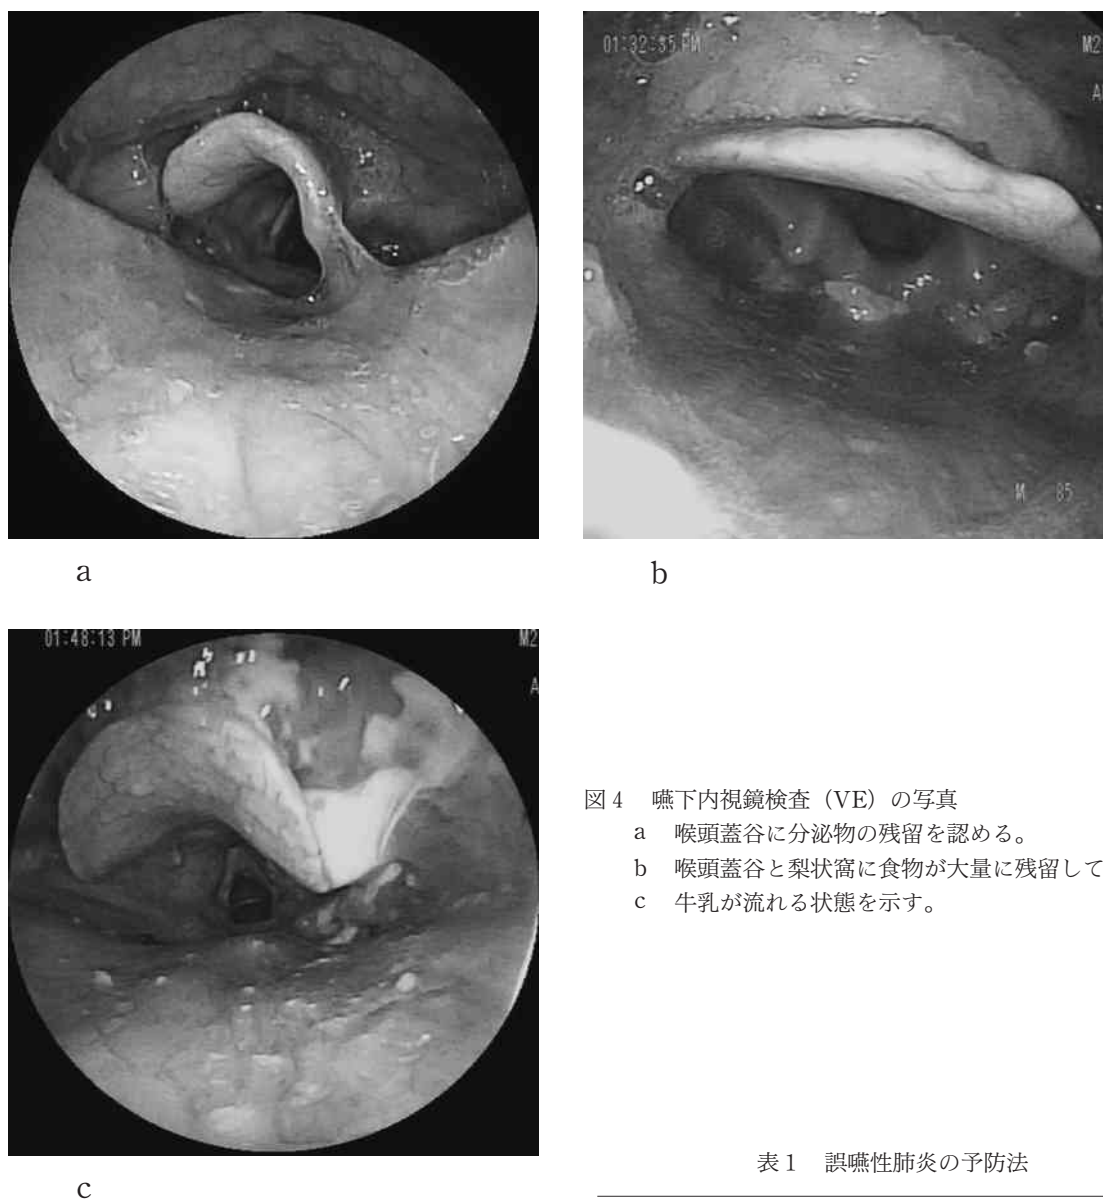 a
01:32:35 PM
M2
A
M 85
b
01:48:13 PM
M2
A
c
図4 嚥下内視鏡検査(VE)の写真
a 喉頭蓋谷に分泌物の残留を認める。
b 喉頭蓋谷と梨状窩に食物が大量に残留して
c 牛乳が流れる状態を示す。
表1 誤嚥性肺炎の予防法